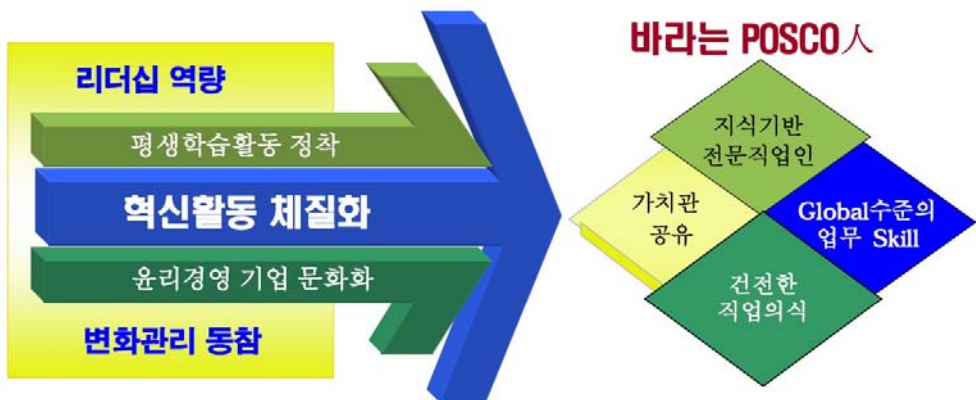 리더십 역량
평생학습활동 정착
혁신활동 체질화
윤리경영 기업 문화화
변화관리 동참
바라는 POSCO人
지식기반
전문직업인
가치관
공유
Global수준의
업무 Skill
건전한
직업의식